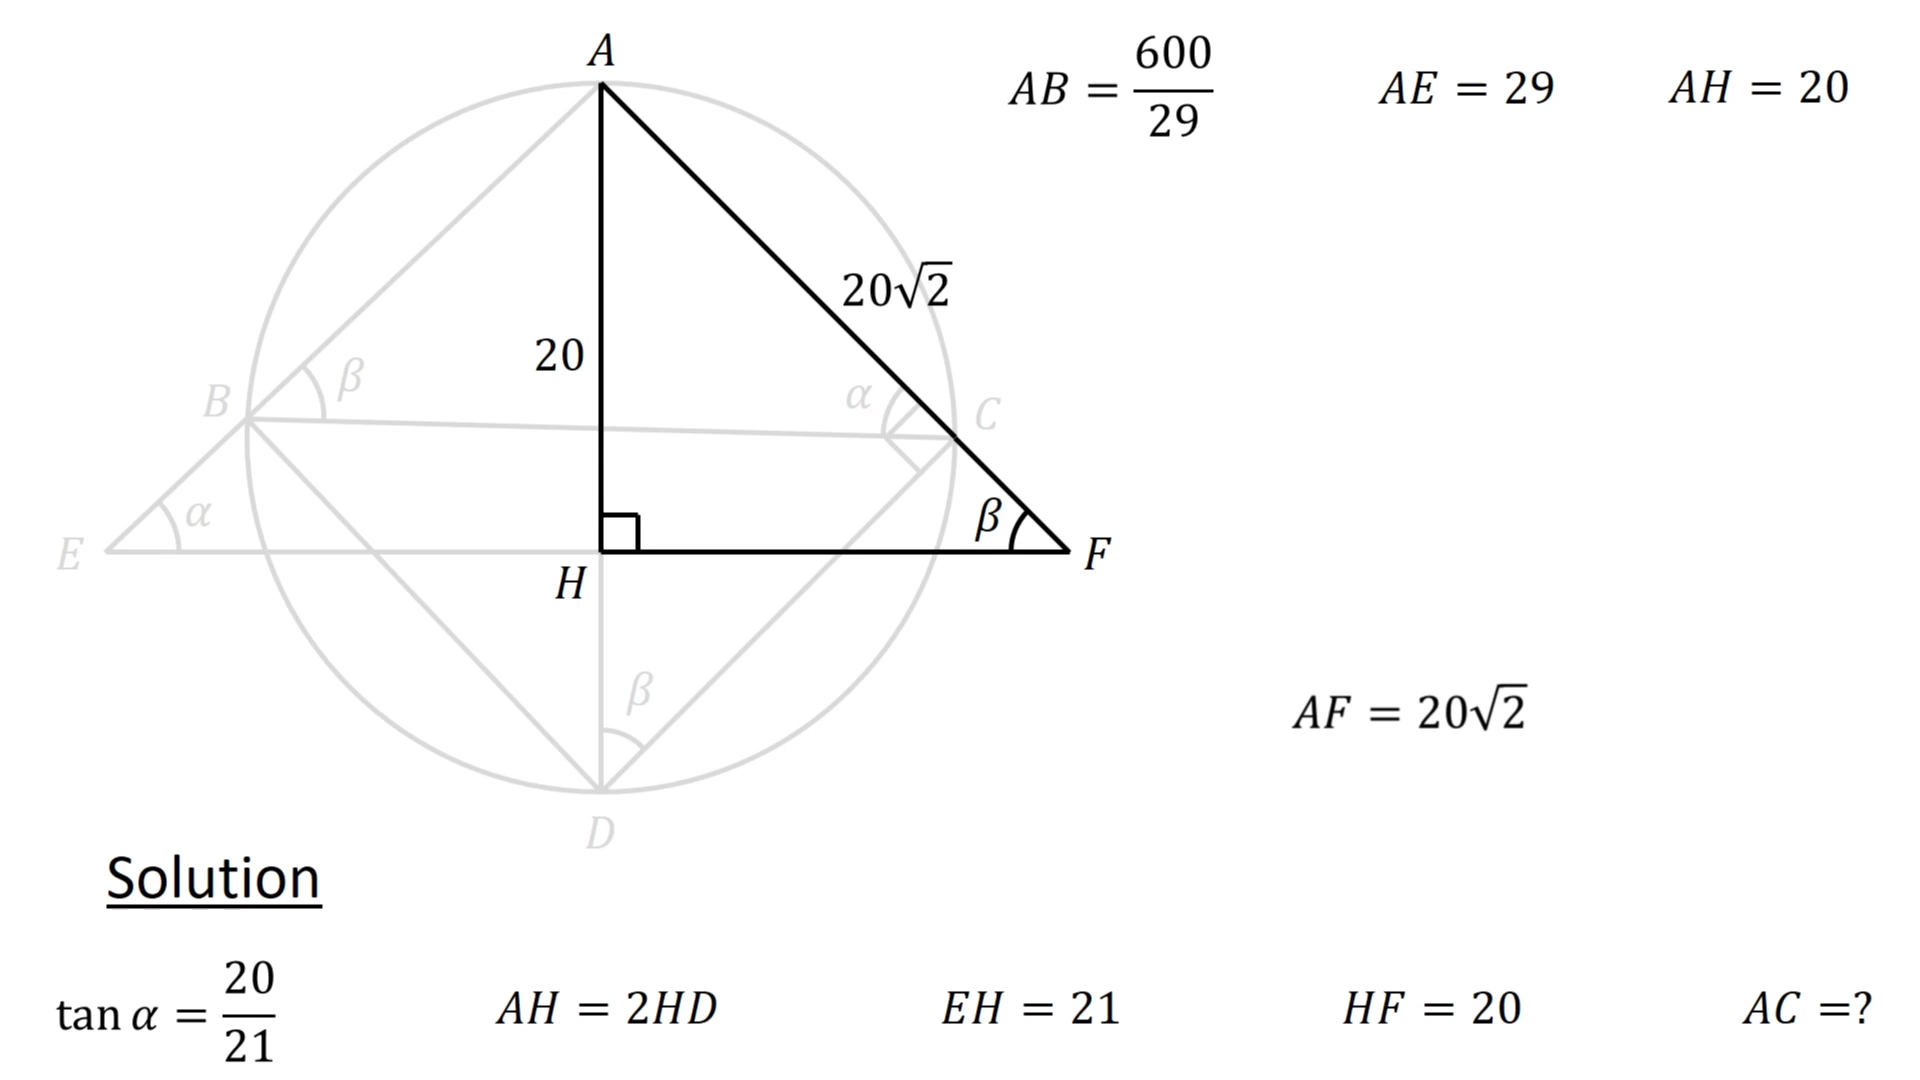 A
AB = 600/29
AE = 29
AH = 20
20√2
20
B
β
α
C
E
α
β
F
H
AF = 20√2
β
D
Solution
tan α = 20/21
AH = 2HD
EH = 21
HF = 20
AC =?